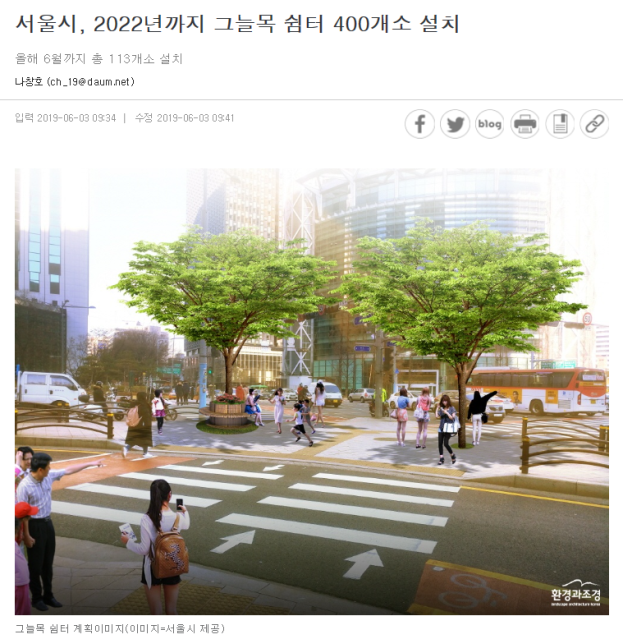 서울시, 2022년까지 그늘목 쉼터 400개소 설치
올해 6월까지 총 113개소 설치
나창호 (ch_19@daum.net)
입력 2019-06-03 09:34 | 수정 2019-06-03 09:41
blog
환경과조경
landscape architecture korea
그늘목 쉼터 계획이미지(이미지=서울시 제공)